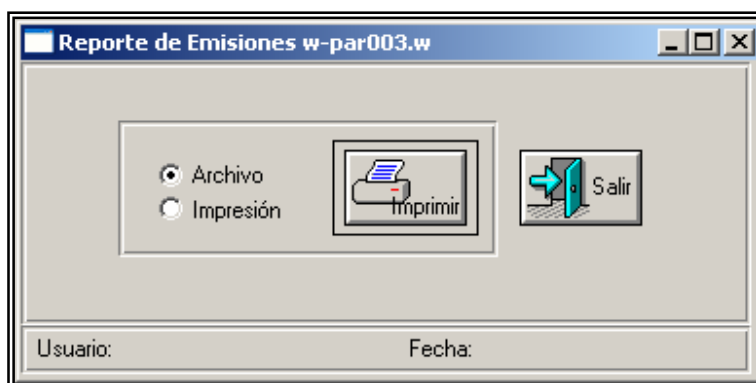 Reporte de Emisiones w-par003.w
Archivo
Impresión
Imprimir
Salir
Usuario:
Fecha: